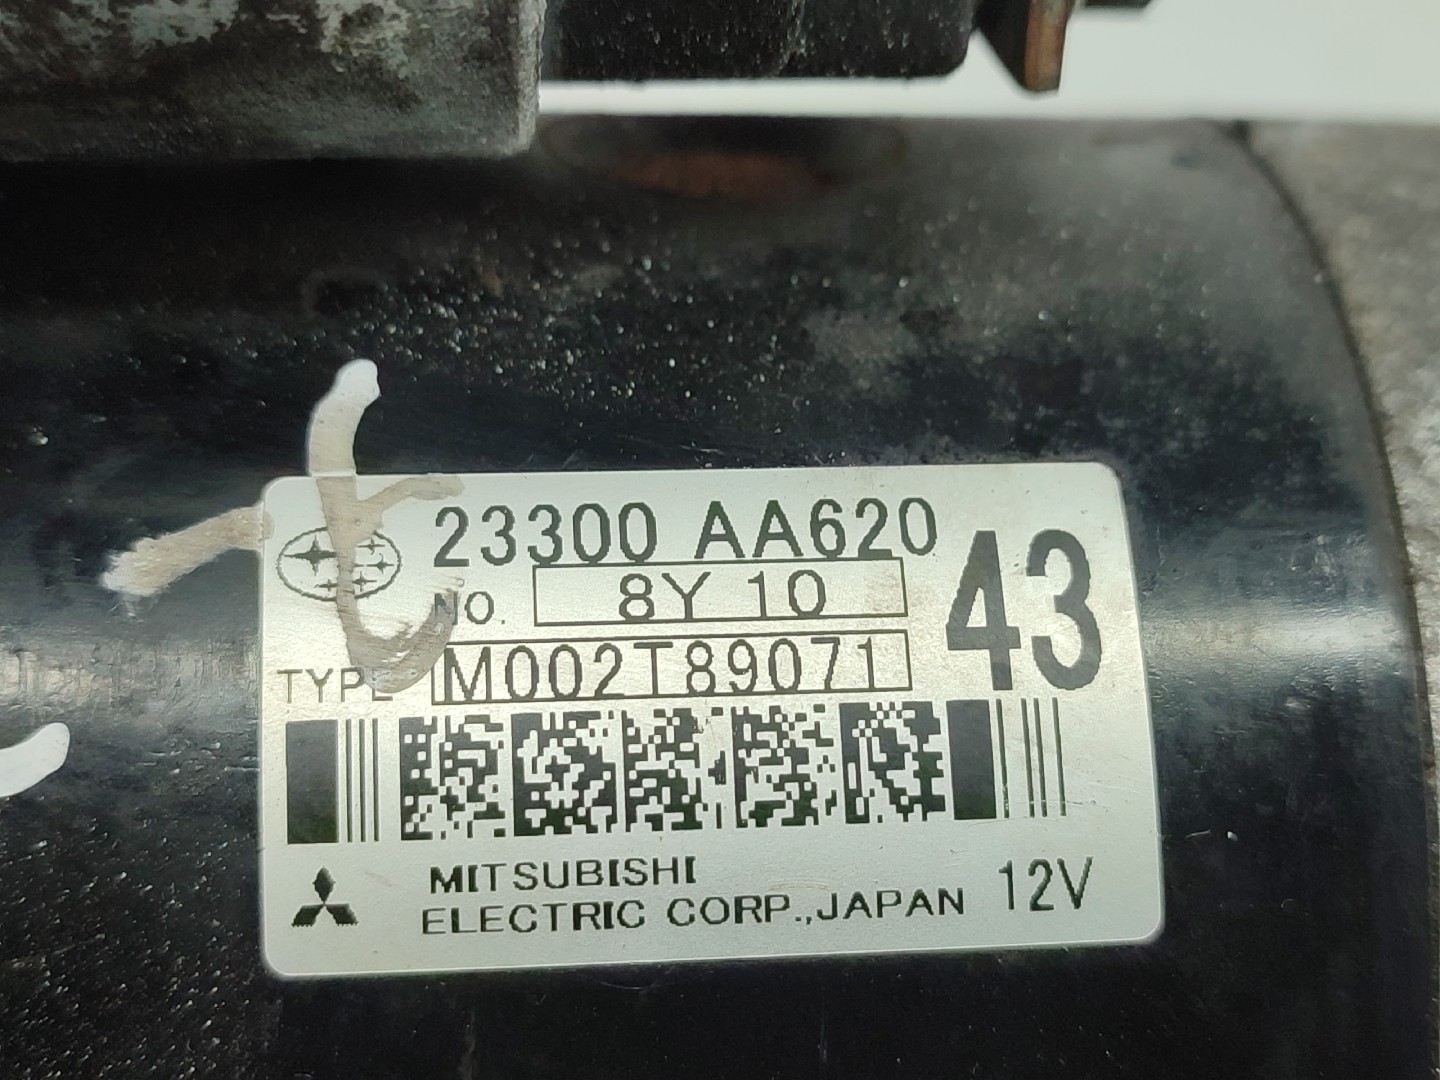 23300 AA620
43
NO. 8Y 10
TYPE M002T89071
MITSUBISHI
ELECTRIC CORP.,JAPAN 12V